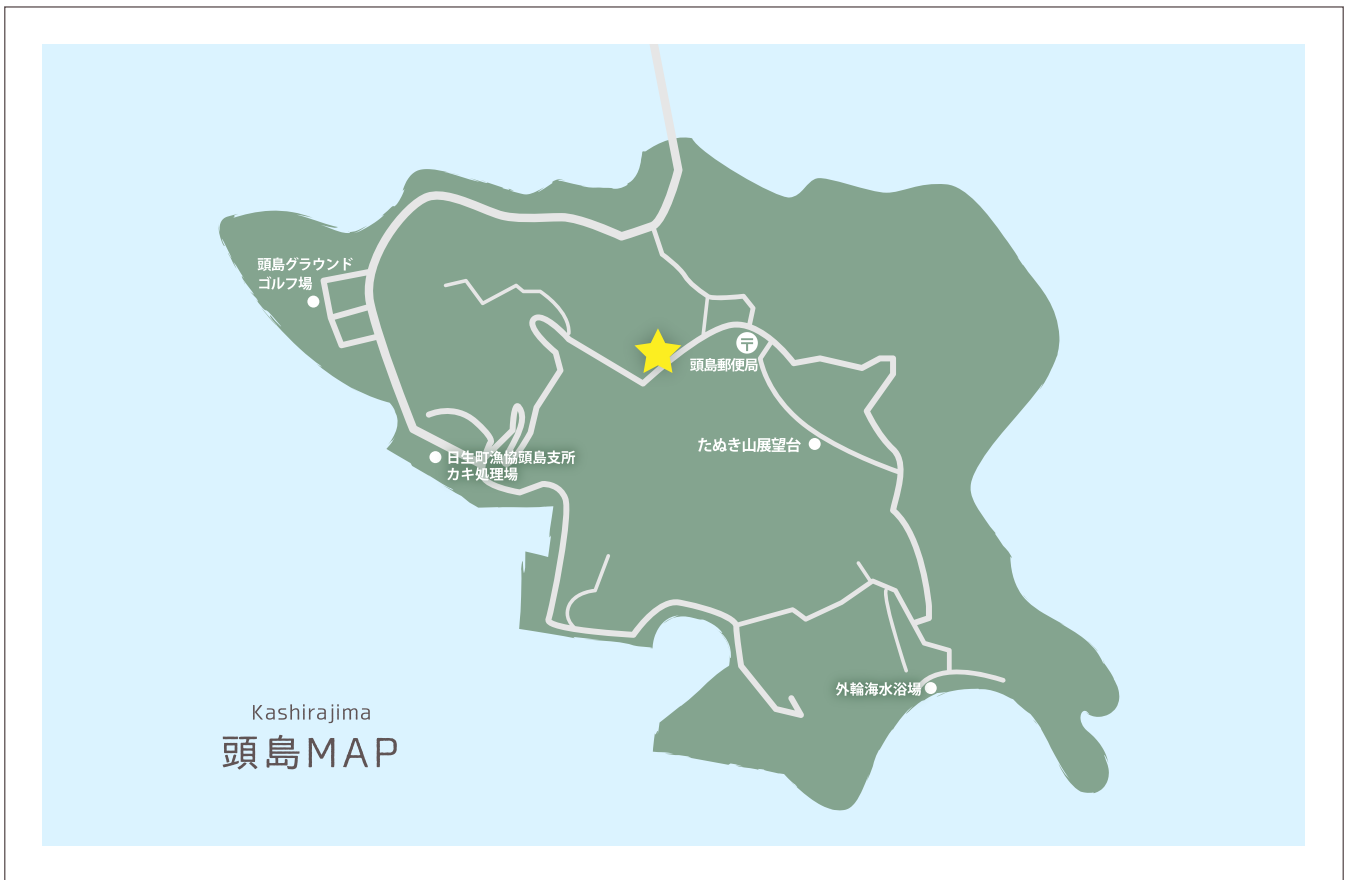 頭島グラウンド
ゴルフ場
頭島郵便局
たぬき山展望台
日生町漁協頭島支所
カキ処理場
外輪海水浴場
Kashirajima
頭島MAP